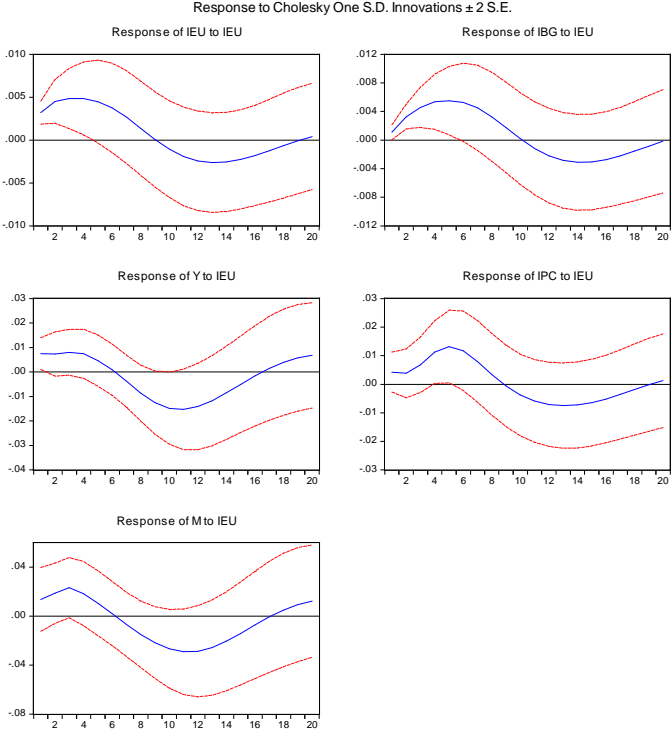 Response to Cholesky One S.D. Innovations ± 2 S.E.
Response of IEU to IEU
.010
.005
.000
-.005
-.010
2 4 6 8 10 12 14 16 18 20
Response of IBG to IEU
.012
.008
.004
.000
-.004
-.008
-.012
2 4 6 8 10 12 14 16 18 20
Response of Y to IEU
.03
.02
.01
.00
-.01
-.02
-.03
-.04
2 4 6 8 10 12 14 16 18 20
Response of IPC to IEU
.03
.02
.01
.00
-.01
-.02
-.03
2 4 6 8 10 12 14 16 18 20
Response of M to IEU
.04
.00
-.04
-.08
2 4 6 8 10 12 14 16 18 20